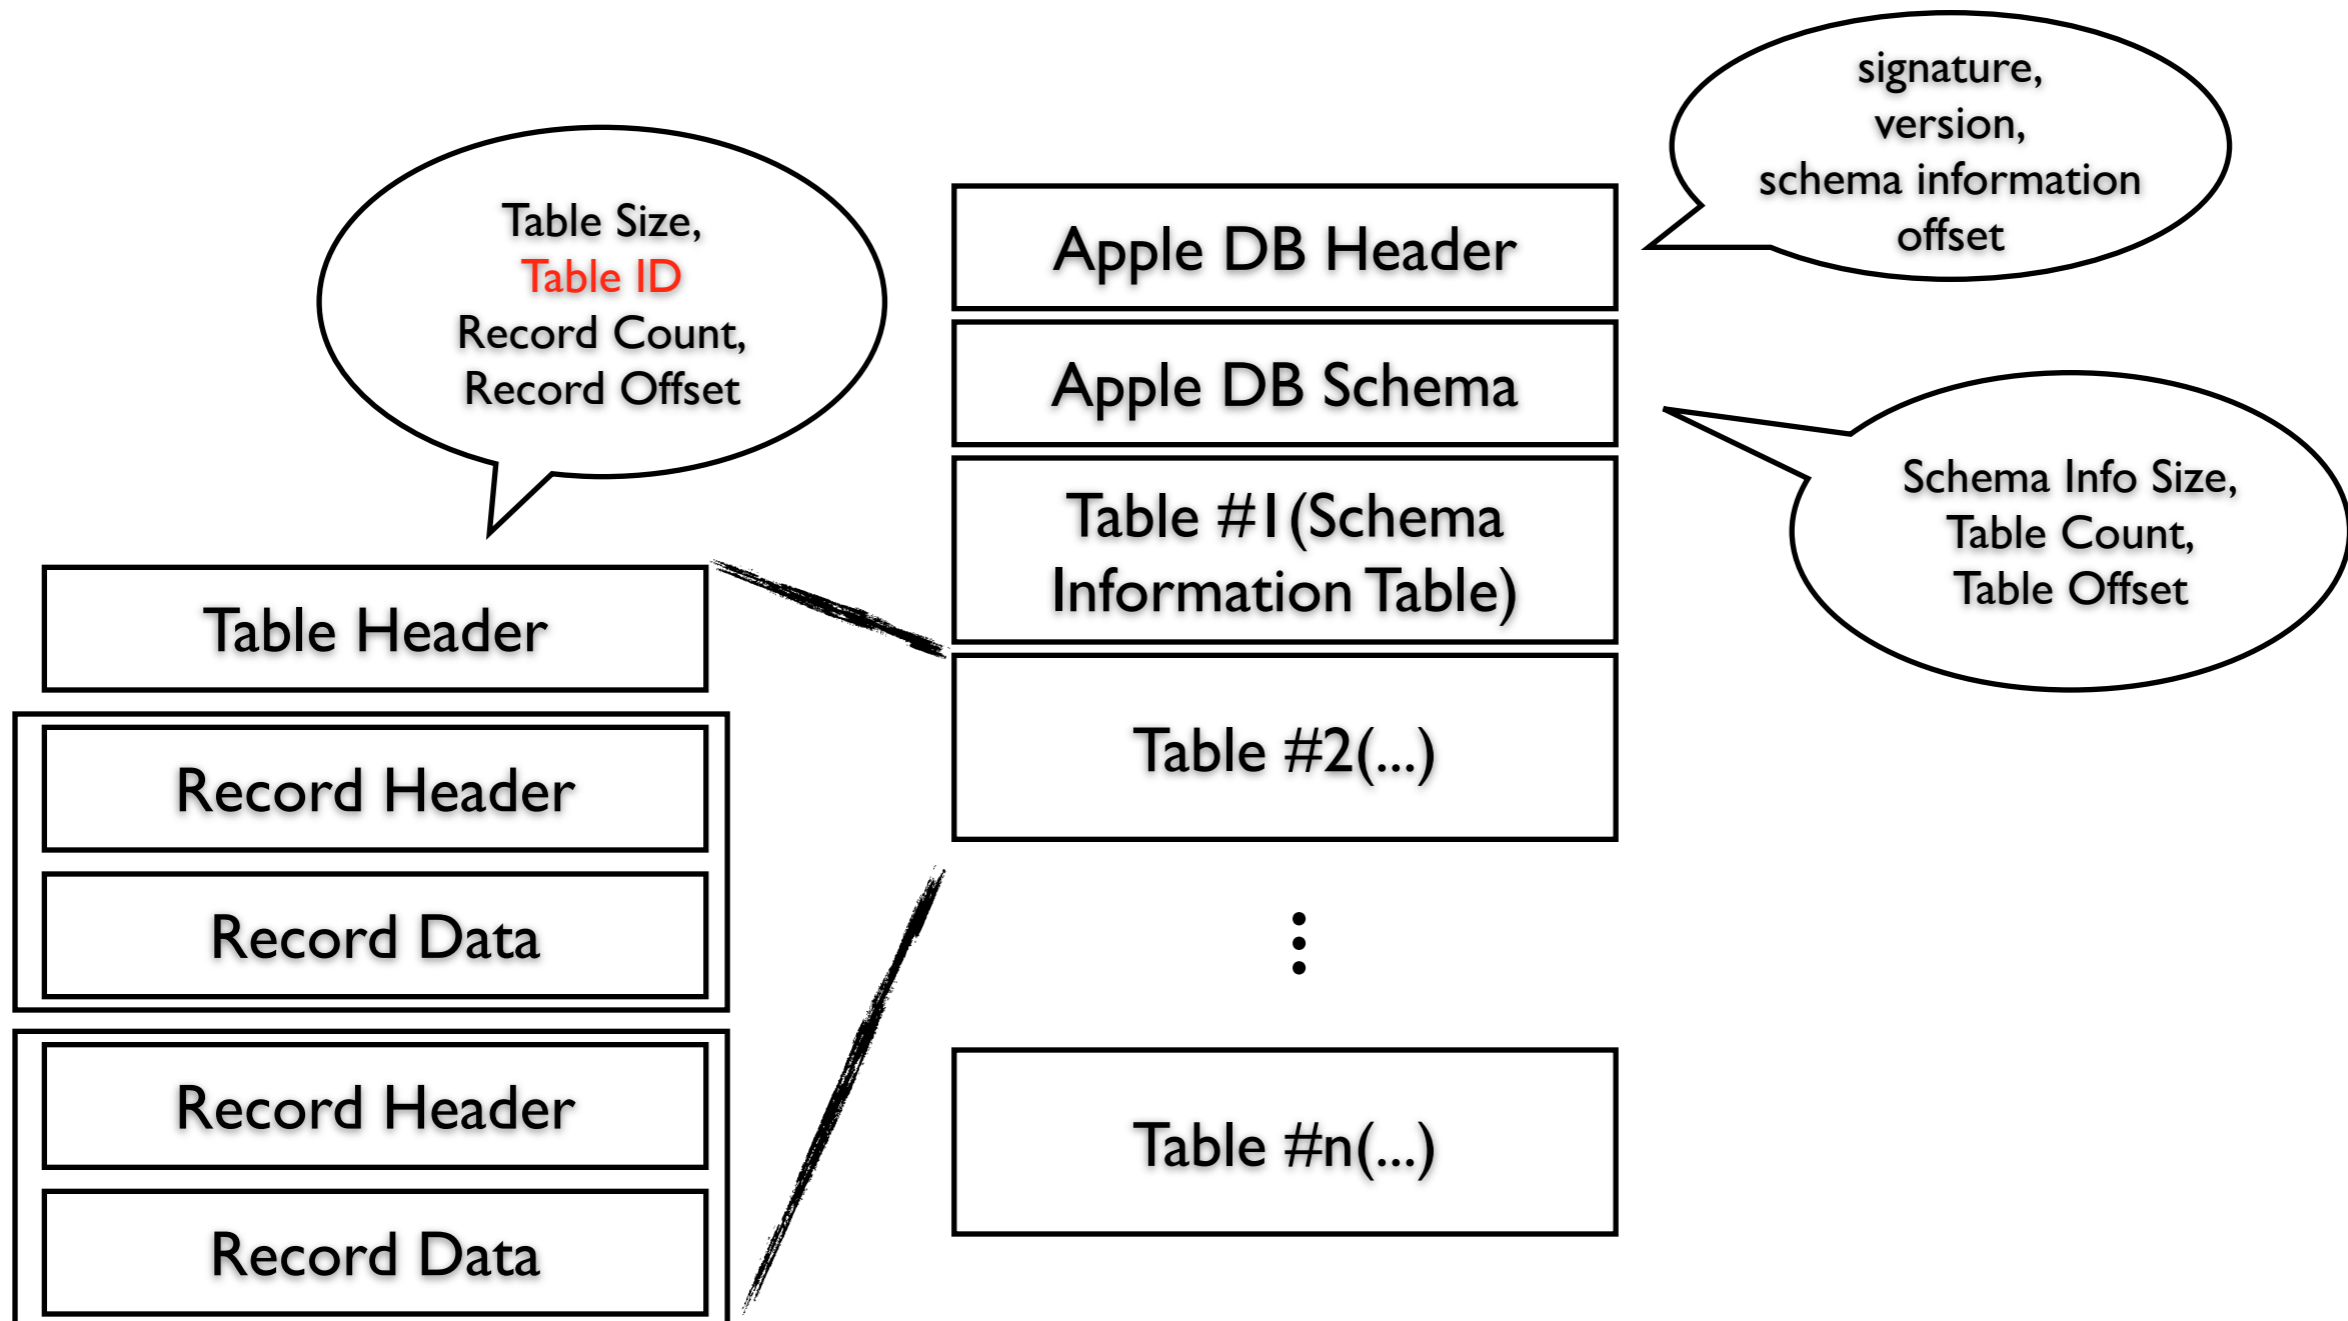 signature,
version,
schema information
offset
Table Size,
Table ID
Record Count,
Record Offset
Apple DB Header
Apple DB Schema
Schema Info Size,
Table Count,
Table Offset
Table #1(Schema
Information Table)
Table Header
Table #2(...)
Record Header
Record Data
Record Header
Table #n(...)
Record Data